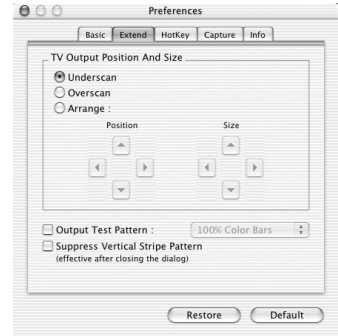 Preferences
Basic Extend HotKey Capture Info
TV Output Position And Size
Underscan
Overscan
Arrange :
Position Size
Output Test Pattern : 100% Color Bars
Suppress Vertical Stripe Pattern
(effective after closing the dialog)
Restore Default